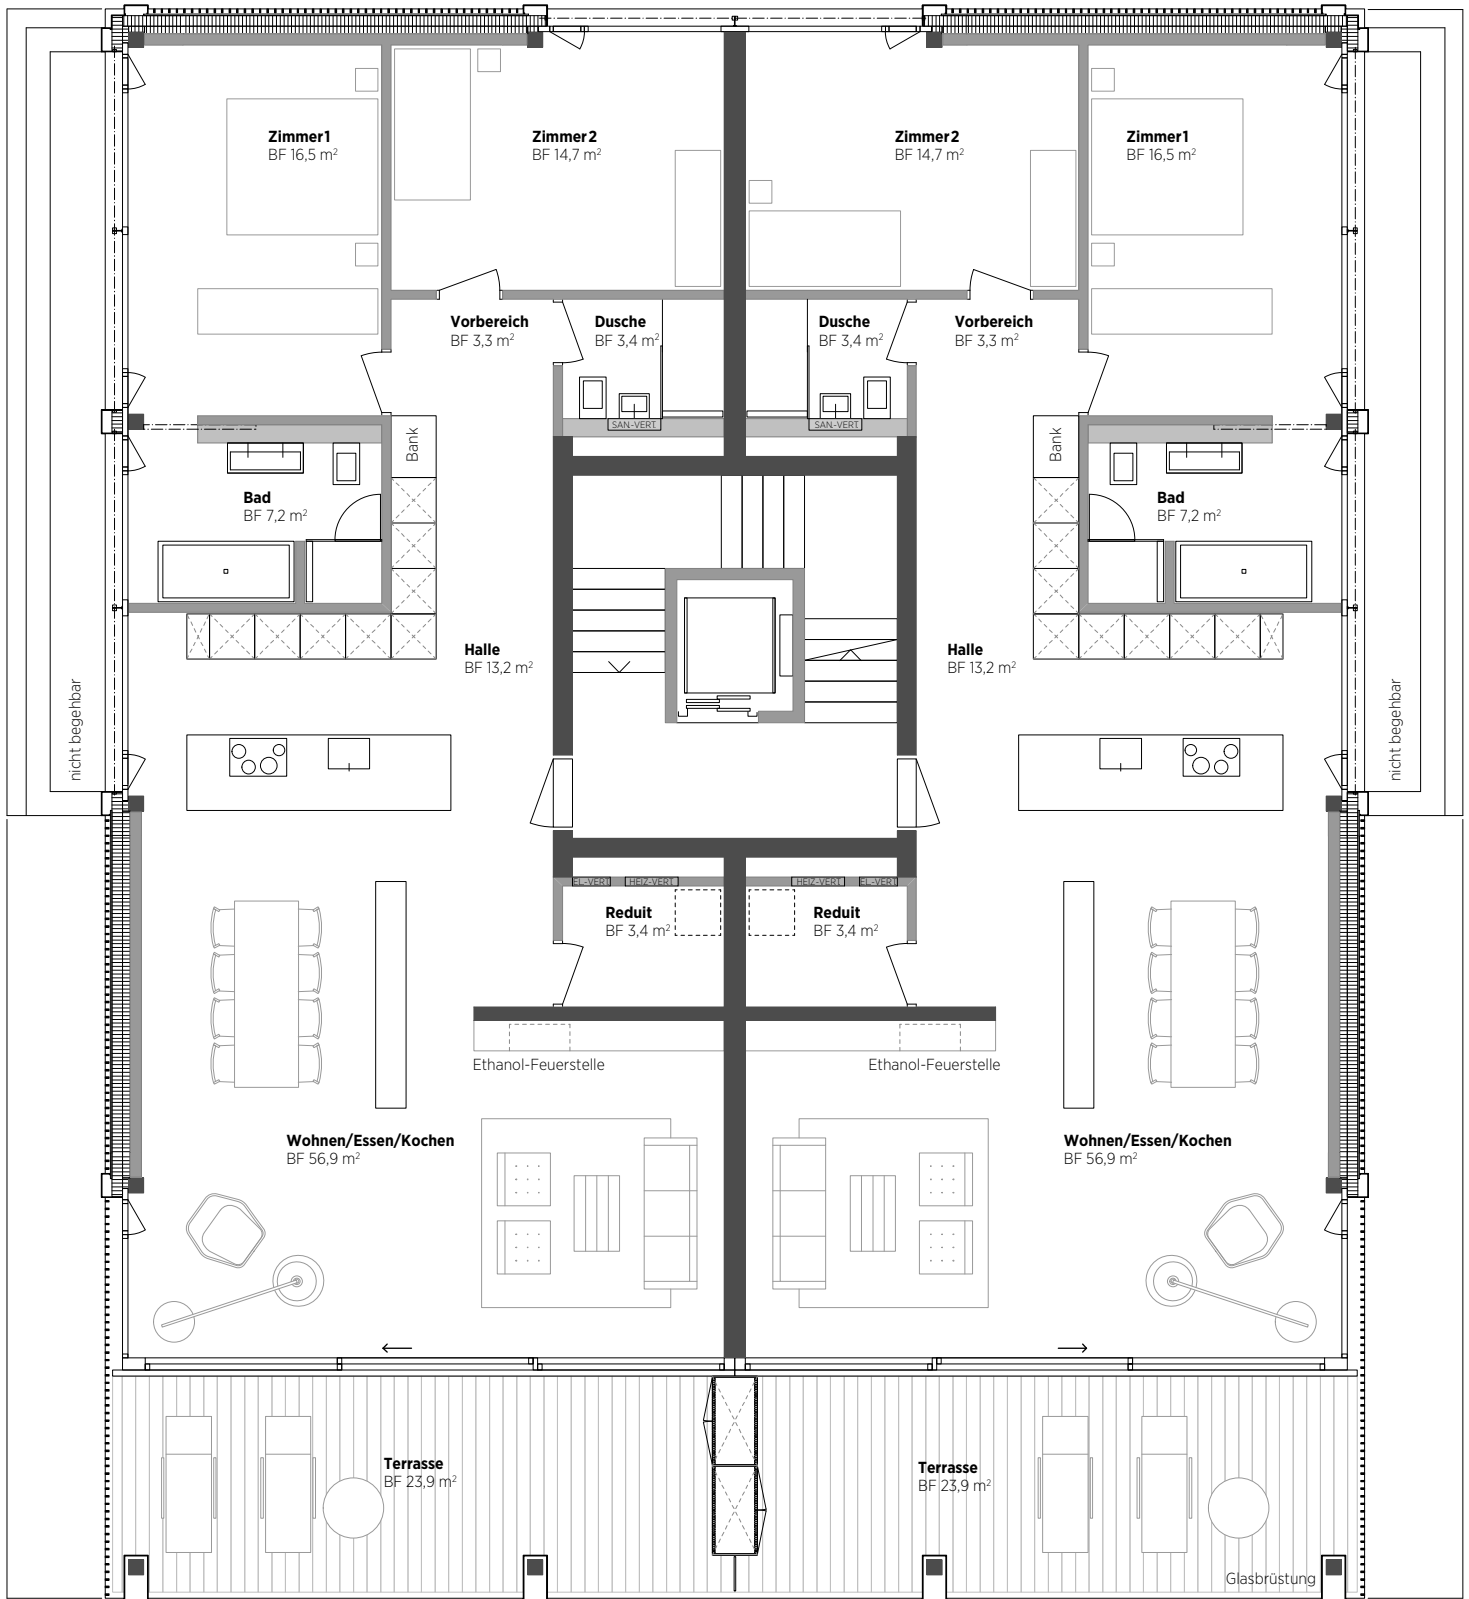 Zimmer 1
BF 16,5 m²
Zimmer 2
BF 14,7 m²
Zimmer 2
BF 14,7 m²
Zimmer 1
BF 16,5 m²
Vorbereich
BF 3,3 m²
Dusche
BF 3,4 m²
Dusche
BF 3,4 m²
Vorbereich
BF 3,3 m²
SAN-VERT.
SAN-VERT.
Bank
Bank
Bad
BF 7,2 m²
Bad
BF 7,2 m²
Halle
BF 13,2 m²
Halle
BF 13,2 m²
nicht begehbar
nicht begehbar
EL-VERT.
HEIZ-VERT.
HEIZ-VERT.
EL-VERT.
Reduit
BF 3,4 m²
Reduit
BF 3,4 m²
Ethanol-Feuerstelle
Ethanol-Feuerstelle
Wohnen/Essen/Kochen
BF 56,9 m²
Wohnen/Essen/Kochen
BF 56,9 m²
Terrasse
BF 23,9 m²
Terrasse
BF 23,9 m²
Glasbrüstung